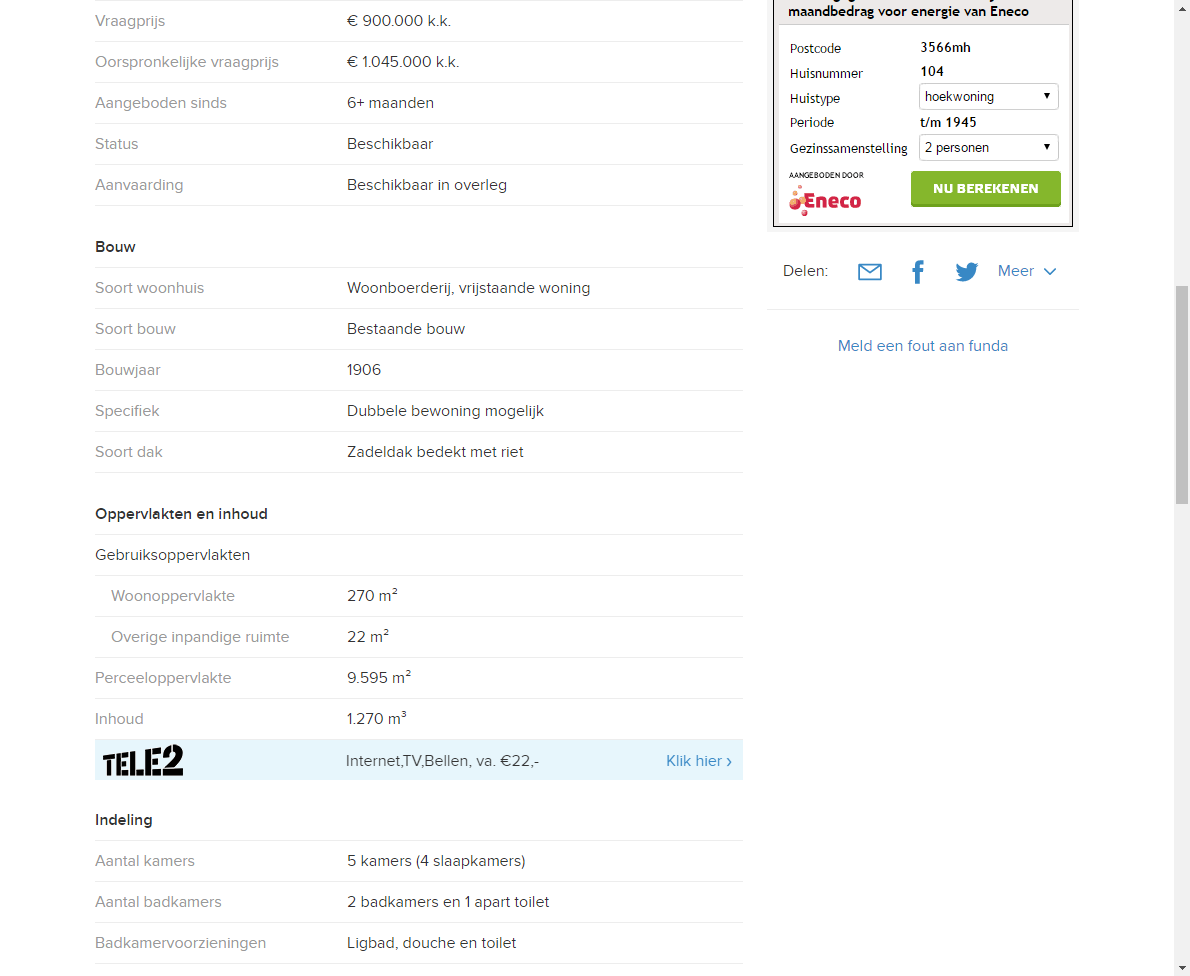 Vraagprijs € 900.000 k.k.
Oorspronkelijke vraagprijs € 1.045.000 k.k.
Aangeboden sinds 6+ maanden
Status Beschikbaar
Aanvaarding Beschikbaar in overleg
Bouw
Soort woonhuis Woonboerderij, vrijstaande woning
Soort bouw Bestaande bouw
Bouwjaar 1906
Specifiek Dubbele bewoning mogelijk
Soort dak Zadeldak bedekt met riet
Oppervlakten en inhoud
Gebruiksoppervlakten
Woonoppervlakte 270 m²
Overige inpandige ruimte 22 m²
Perceeloppervlakte 9.595 m²
Inhoud 1.270 m³
TELE2 Internet,TV,Bellen, va. €22,- Klik hier ›
Indeling
Aantal kamers 5 kamers (4 slaapkamers)
Aantal badkamers 2 badkamers en 1 apart toilet
Badkamervoorzieningen Ligbad, douche en toilet
maandbedrag voor energie van Eneco
Postcode 3566mh
Huisnummer 104
Huistype hoekwoning
Periode t/m 1945
Gezinssamenstelling 2 personen
AANGEBODEN DOOR
Eneco
NU BEREKENEN
Delen: Meer
Meld een fout aan funda